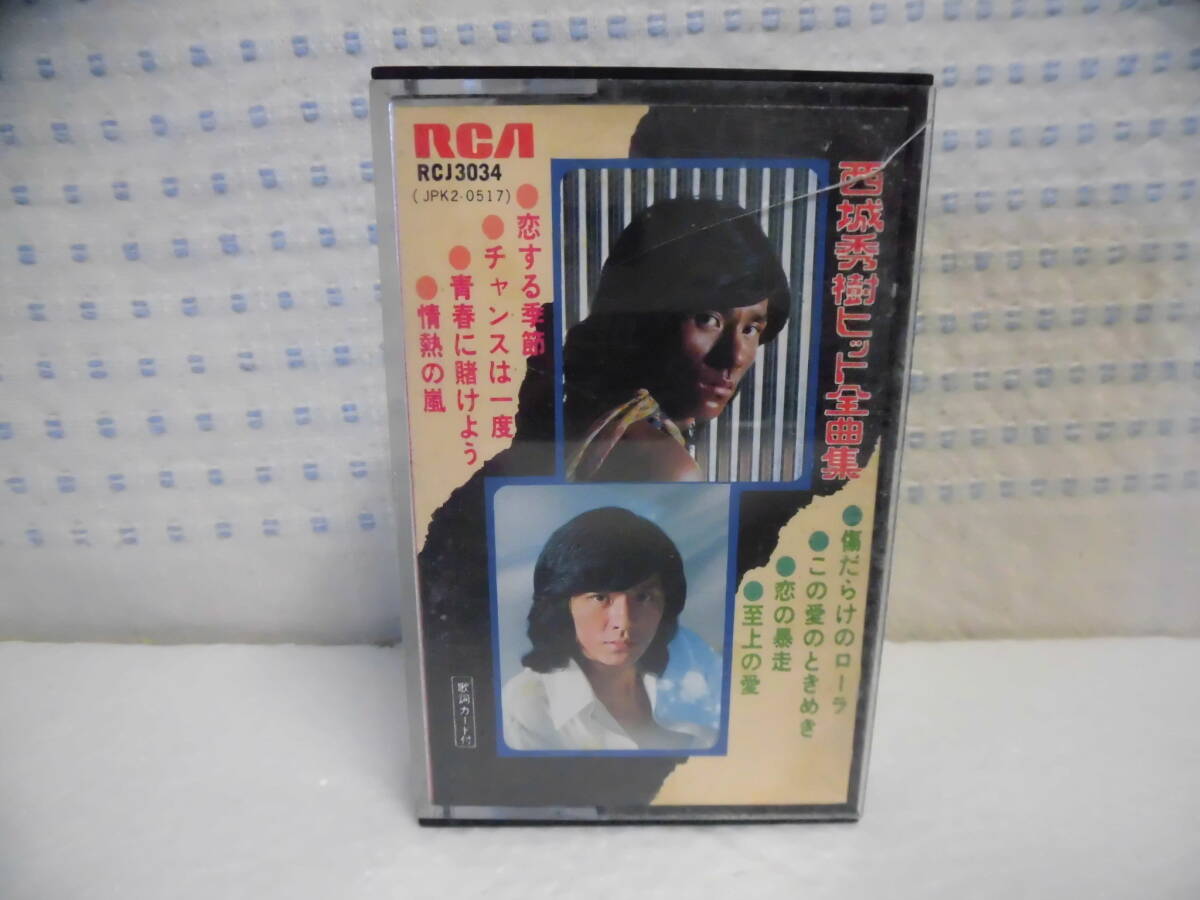 RCA
RCJ3034
(JPK2-0517)
西城秀樹ヒット全曲集
●恋する季節
●チャンスは一度
●青春に賭けよう
●情熱の嵐
●傷だらけのローラ
●この愛のときめき
●恋の暴走
●至上の愛
歌詞カード付